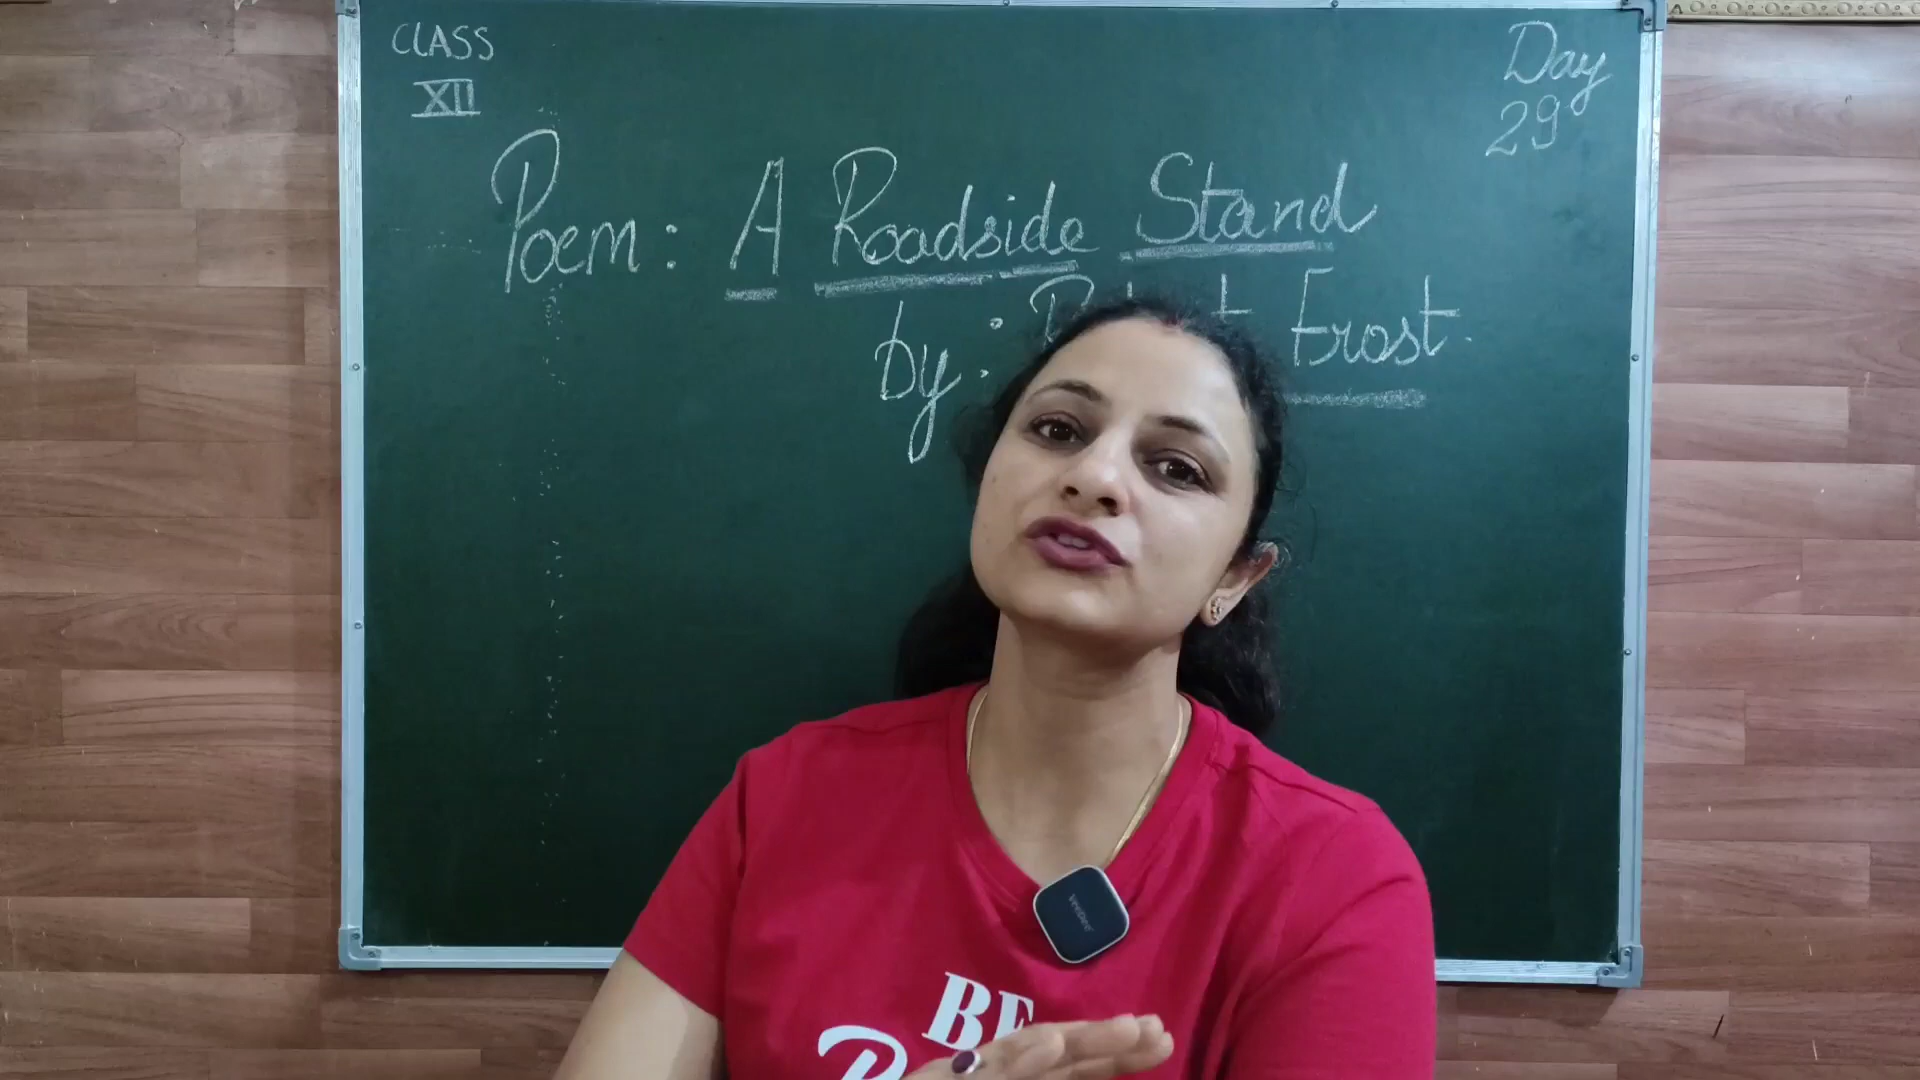 CLASS
XII
Day
29
Poem: A Roadside Stand
by: Frost.
BE